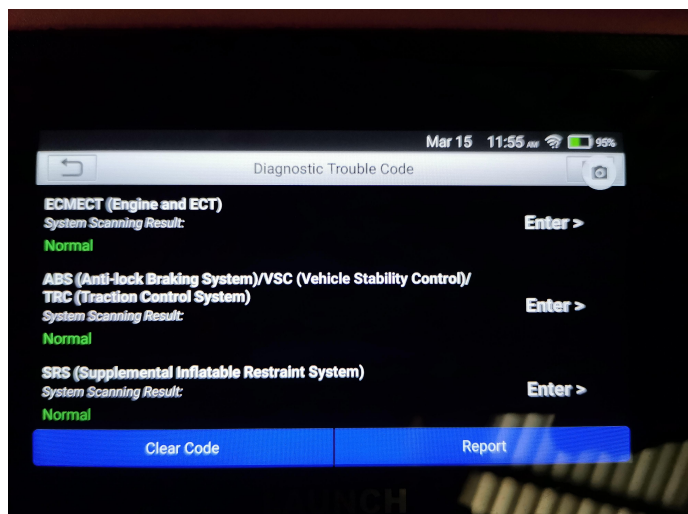 Mar 15 11:55 AM 95%
Diagnostic Trouble Code
ECMECT (Engine and ECT)
System Scanning Result:
Enter >
Normal
ABS (Anti-lock Braking System)/VSC (Vehicle Stability Control)/
TRC (Traction Control System)
Enter >
System Scanning Result:
Normal
SRS (Supplemental Inflatable Restraint System)
System Scanning Result:
Enter >
Normal
Clear Code
Report
LAUNCH